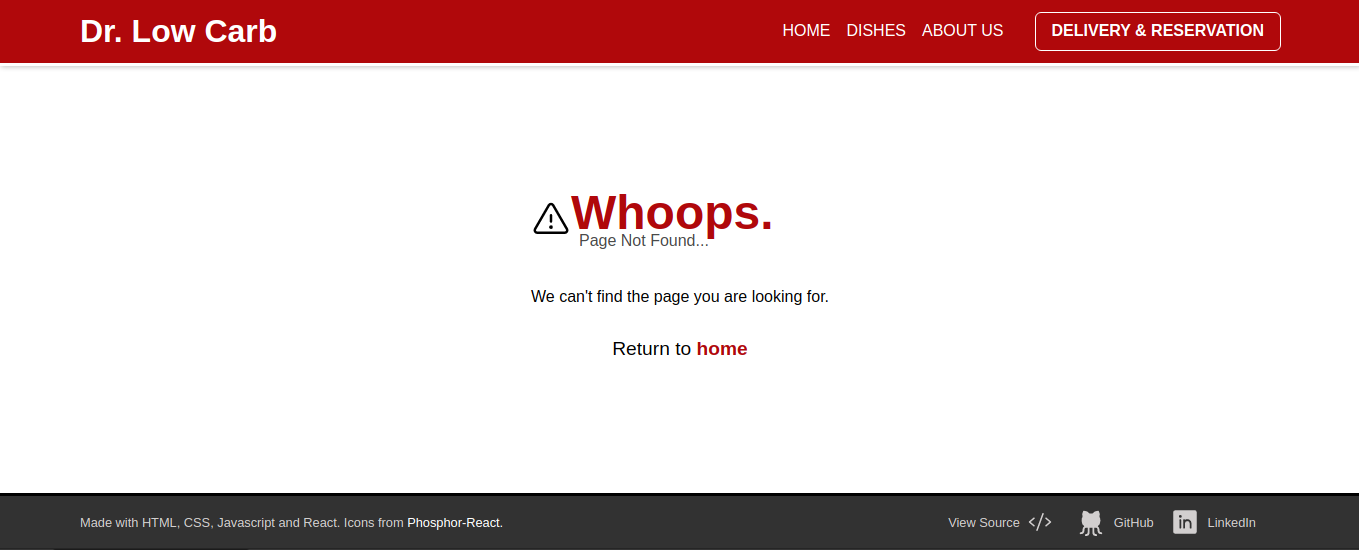 Dr. Low Carb
HOME DISHES ABOUT US DELIVERY & RESERVATION
Whoops.
Page Not Found...
We can't find the page you are looking for.
Return to home
Made with HTML, CSS, Javascript and React. Icons from Phosphor-React.
View Source GitHub LinkedIn